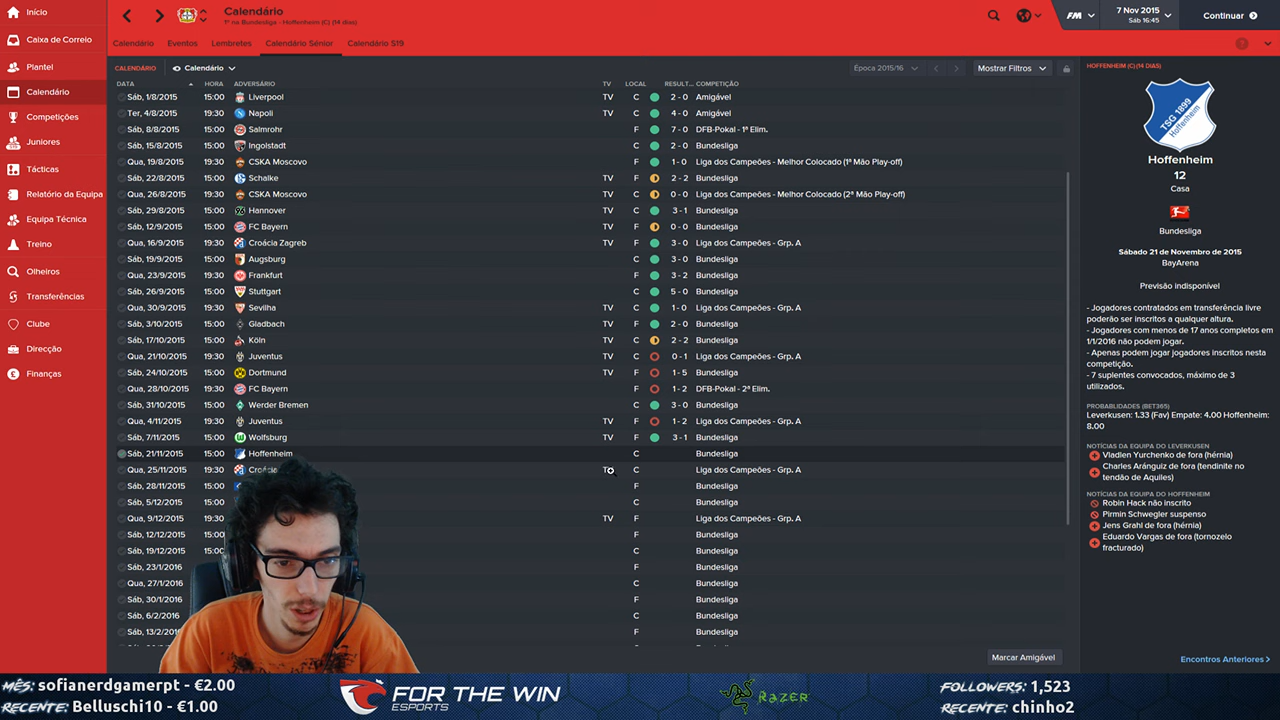 Início
Caixa de Correio
Plantel
Calendário
Competições
Juniores
Tácticas
Relatório da Equipa
Equipa Técnica
Treino
Olheiros
Transferências
Clube
Direcção
Finanças
Calendário
1º na Bundesliga - Hoffenheim (C) (14 dias)
FM
7 Nov 2015
Sáb 16:45
Continuar
Calendário Eventos Lembretes Calendário Sénior Calendário S19
CALENDÁRIO Calendário Época 2015/16 Mostrar Filtros
DATA HORA ADVERSÁRIO TV LOCAL RESULT... COMPETIÇÃO
Sáb, 1/8/2015 15:00 Liverpool TV C 2 - 0 Amigável
Ter, 4/8/2015 19:30 Napoli TV C 4 - 0 Amigável
Sáb, 8/8/2015 15:00 Salmrohr F 7 - 0 DFB-Pokal - 1ª Elim.
Sáb, 15/8/2015 15:00 Ingolstadt C 2 - 0 Bundesliga
Qua, 19/8/2015 19:30 CSKA Moscovo F 1 - 0 Liga dos Campeões - Melhor Colocado (1ª Mão Play-off)
Sáb, 22/8/2015 15:00 Schalke TV F 2 - 2 Bundesliga
Qua, 26/8/2015 19:30 CSKA Moscovo TV C 0 - 0 Liga dos Campeões - Melhor Colocado (2ª Mão Play-off)
Sáb, 29/8/2015 15:00 Hannover TV C 3 - 1 Bundesliga
Sáb, 12/9/2015 15:00 FC Bayern TV F 0 - 0 Bundesliga
Qua, 16/9/2015 19:30 Croácia Zagreb TV F 3 - 0 Liga dos Campeões - Grp. A
Sáb, 19/9/2015 15:00 Augsburg C 3 - 0 Bundesliga
Qua, 23/9/2015 19:30 Frankfurt F 3 - 2 Bundesliga
Sáb, 26/9/2015 15:00 Stuttgart C 5 - 0 Bundesliga
Qua, 30/9/2015 19:30 Sevilha TV C 1 - 0 Liga dos Campeões - Grp. A
Sáb, 3/10/2015 15:00 Gladbach TV F 2 - 0 Bundesliga
Sáb, 17/10/2015 15:00 Köln TV C 2 - 2 Bundesliga
Qua, 21/10/2015 19:30 Juventus TV C 0 - 1 Liga dos Campeões - Grp. A
Sáb, 24/10/2015 15:00 Dortmund TV F 1 - 5 Bundesliga
Qua, 28/10/2015 19:30 FC Bayern F 1 - 2 DFB-Pokal - 2ª Elim.
Sáb, 31/10/2015 15:00 Werder Bremen C 3 - 0 Bundesliga
Qua, 4/11/2015 19:30 Juventus TV F 1 - 2 Liga dos Campeões - Grp. A
Sáb, 7/11/2015 15:00 Wolfsburg TV F 3 - 1 Bundesliga
Sáb, 21/11/2015 15:00 Hoffenheim C Bundesliga
Qua, 25/11/2015 19:30 Croácia C Liga dos Campeões - Grp. A
Sáb, 28/11/2015 15:00 F Bundesliga
Sáb, 5/12/2015 15:00 C Bundesliga
Qua, 9/12/2015 19:30 TV F Liga dos Campeões - Grp. A
Sáb, 12/12/2015 15:00 F Bundesliga
Sáb, 19/12/2015 15:00 C Bundesliga
Sáb, 23/1/2016 F Bundesliga
Qua, 27/1/2016 C Bundesliga
Sáb, 30/1/2016 F Bundesliga
Sáb, 6/2/2016 C Bundesliga
Sáb, 13/2/2016 F Bundesliga
Marcar Amigável
HOFFENHEIM (C) (14 DIAS)
TSG 1899
Hoffenheim
Hoffenheim
12
Casa
Bundesliga
Sábado 21 de Novembro de 2015
BayArena
Previsão indisponível
- Jogadores contratados em transferência livre
poderão ser inscritos a qualquer altura.
- Jogadores com menos de 17 anos completos em
1/1/2016 não podem jogar.
- Apenas podem jogar jogadores inscritos nesta
competição.
- 7 suplentes convocados, máximo de 3
utilizados.
PROBABLIDADES (BET365)
Leverkusen: 1.33 (Fav) Empate: 4.00 Hoffenheim:
8.00
NOTÍCIAS DA EQUIPA DO LEVERKUSEN
Vladlen Yurchenko de fora (hérnia)
Charles Aránguiz de fora (tendinite no
tendão de Aquiles)
NOTÍCIAS DA EQUIPA DO HOFFENHEIM
Robin Hack não inscrito
Pirmin Schwegler suspenso
Jens Grahl de fora (hérnia)
Eduardo Vargas de fora (tornozelo
fracturado)
Encontros Anteriores >
MÊS: sofianerdgamerpt - €2.00
RECENTE: Belluschi10 - €1.00
FOR THE WIN
ESPORTS
RAZER
FOLLOWERS: 1,523
RECENTE: chinho2